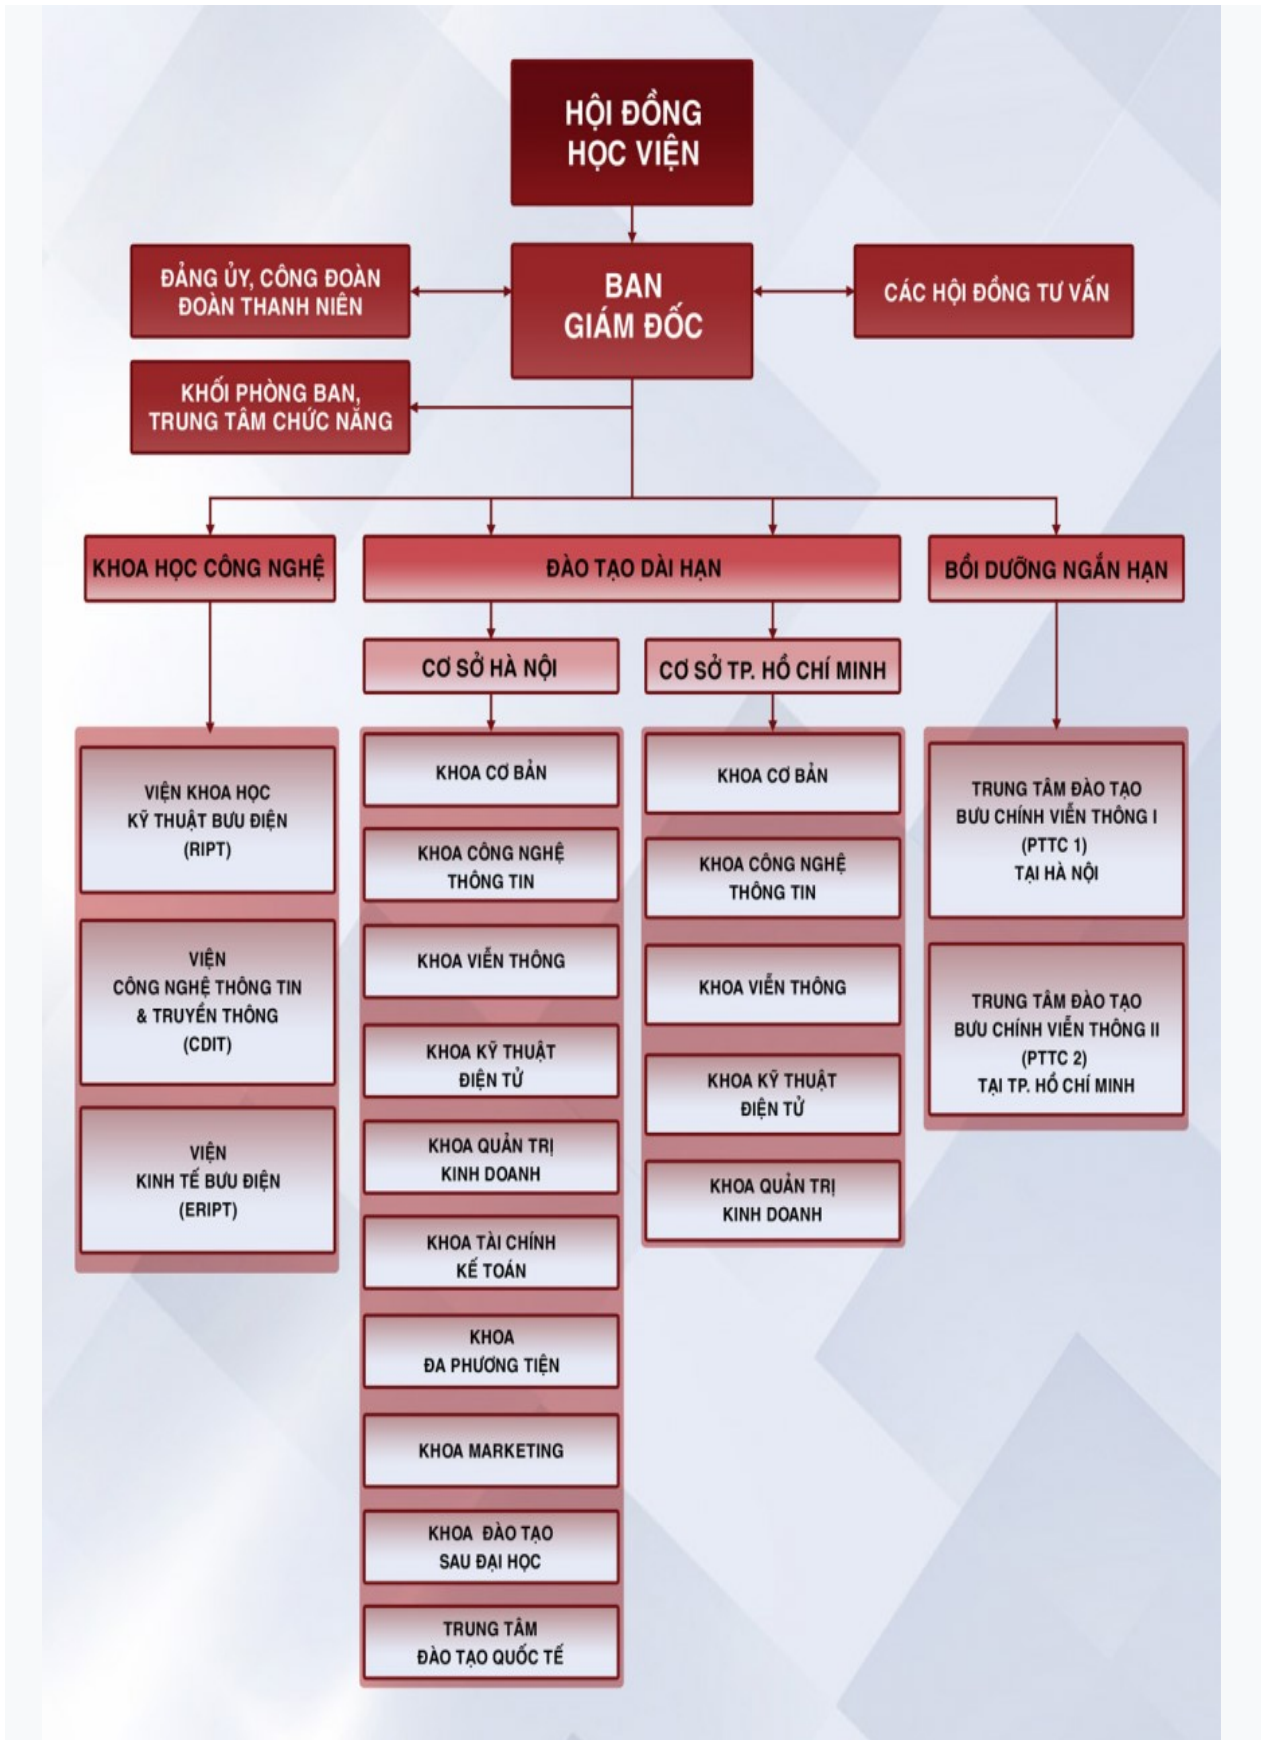 HỘI ĐỒNG
HỌC VIỆN
ĐẢNG ỦY, CÔNG ĐOÀN
ĐOÀN THANH NIÊN
BAN
GIÁM ĐỐC
CÁC HỘI ĐỒNG TƯ VẤN
KHỐI PHÒNG BAN,
TRUNG TÂM CHỨC NĂNG
KHOA HỌC CÔNG NGHỆ
ĐÀO TẠO DÀI HẠN
BỒI DƯỠNG NGẮN HẠN
CƠ SỞ HÀ NỘI
CƠ SỞ TP. HỒ CHÍ MINH
VIỆN KHOA HỌC
KỸ THUẬT BƯU ĐIỆN
(RIPT)
VIỆN
CÔNG NGHỆ THÔNG TIN
& TRUYỀN THÔNG
(CDIT)
VIỆN
KINH TẾ BƯU ĐIỆN
(ERIPT)
KHOA CƠ BẢN
KHOA CÔNG NGHỆ
THÔNG TIN
KHOA VIỄN THÔNG
KHOA KỸ THUẬT
ĐIỆN TỬ
KHOA QUẢN TRỊ
KINH DOANH
KHOA TÀI CHÍNH
KẾ TOÁN
KHOA
ĐA PHƯƠNG TIỆN
KHOA MARKETING
KHOA ĐÀO TẠO
SAU ĐẠI HỌC
TRUNG TÂM
ĐÀO TẠO QUỐC TẾ
KHOA CƠ BẢN
KHOA CÔNG NGHỆ
THÔNG TIN
KHOA VIỄN THÔNG
KHOA KỸ THUẬT
ĐIỆN TỬ
KHOA QUẢN TRỊ
KINH DOANH
TRUNG TÂM ĐÀO TẠO
BƯU CHÍNH VIỄN THÔNG I
(PTTC 1)
TẠI HÀ NỘI
TRUNG TÂM ĐÀO TẠO
BƯU CHÍNH VIỄN THÔNG II
(PTTC 2)
TẠI TP. HỒ CHÍ MINH